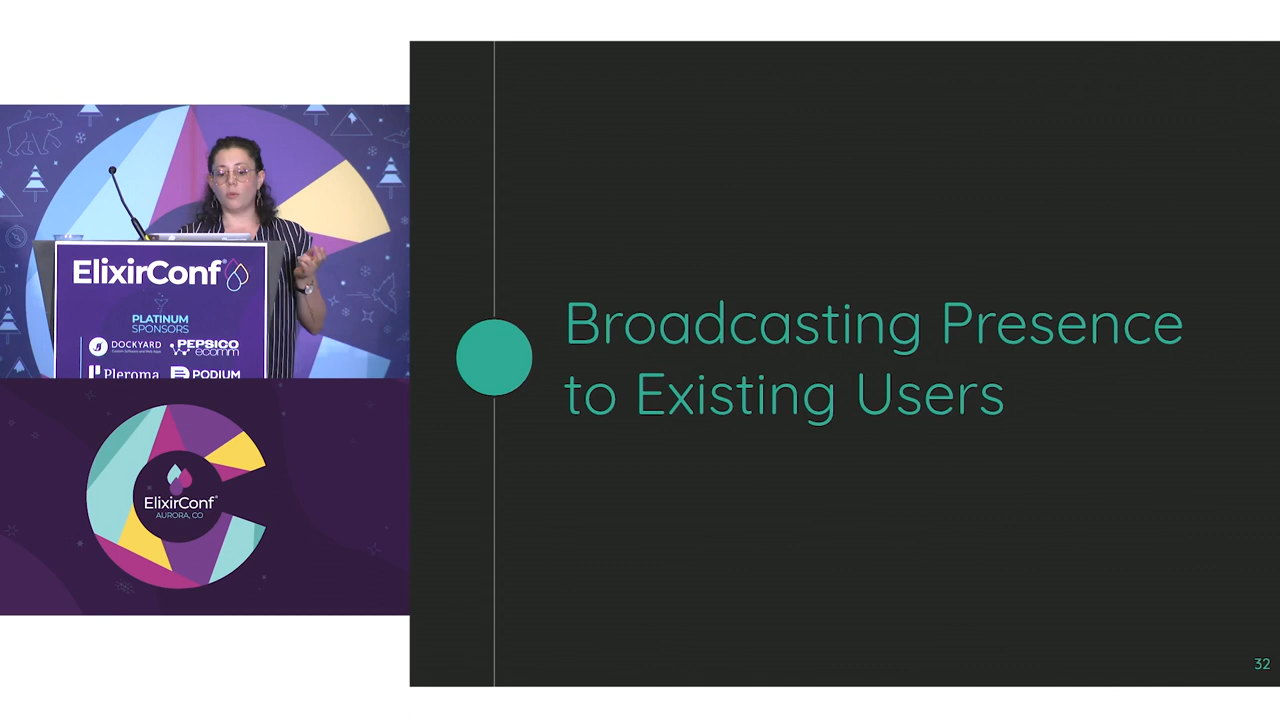 ElixirConf
PLATINUM
SPONSORS
DOCKYARD
PEPSICO
ecomm
Pleroma
PODIUM
ElixirConf
AURORA, CO
Broadcasting Presence
to Existing Users
32